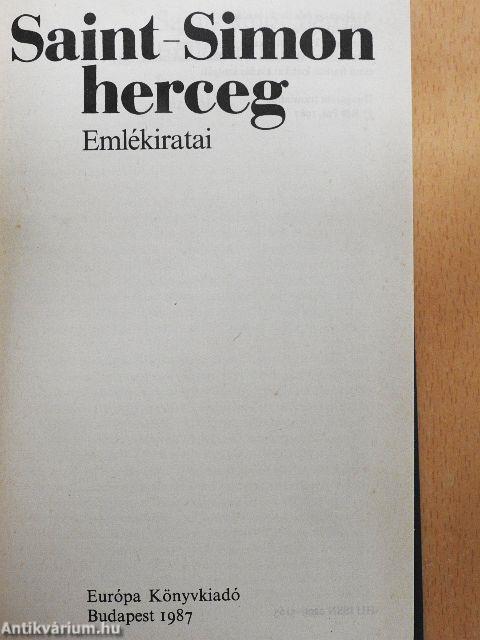 Saint-Simon
herceg
Emlékiratai
Európa Könyvkiadó
Budapest 1987
Antikvárium.hu